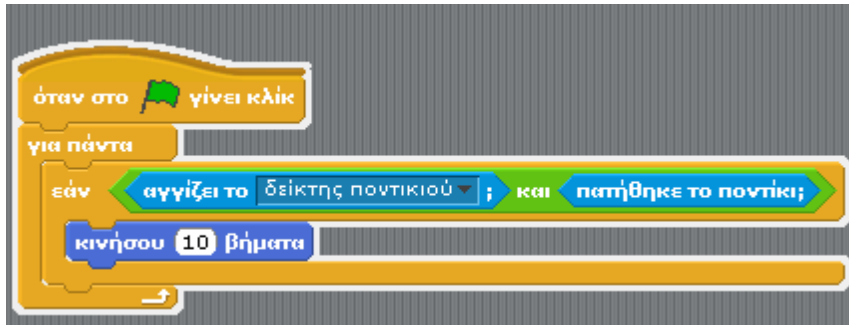 όταν στο γίνει κλίκ
για πάντα
εάν αγγίζει το δείκτης ποντικιού ; και πατήθηκε το ποντίκι;
κινήσου 10 βήματα